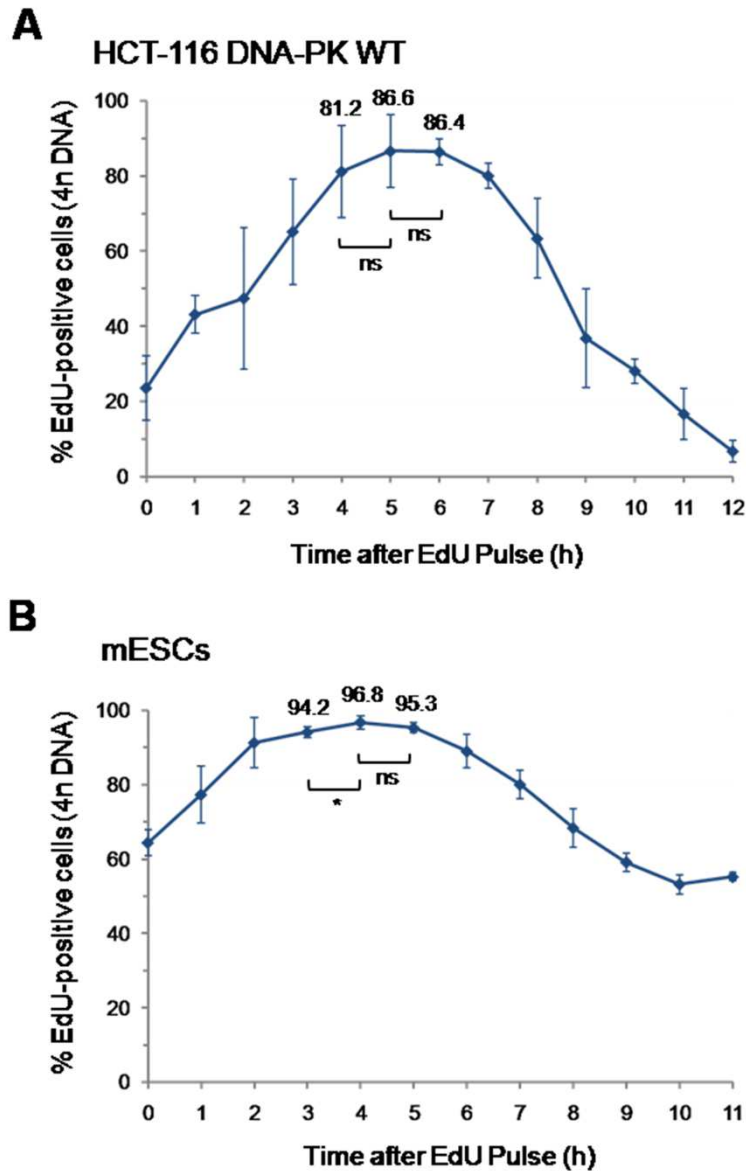 A
HCT-116 DNA-PK WT
% EdU-positive cells (4n DNA)
100
80
60
40
20
0
81.2
86.6
86.4
ns
ns
0 1 2 3 4 5 6 7 8 9 10 11 12
Time after EdU Pulse (h)
B
mESCs
% EdU-positive cells (4n DNA)
100
80
60
40
20
0
94.2
96.8
95.3
ns
*
0 1 2 3 4 5 6 7 8 9 10 11
Time after EdU Pulse (h)